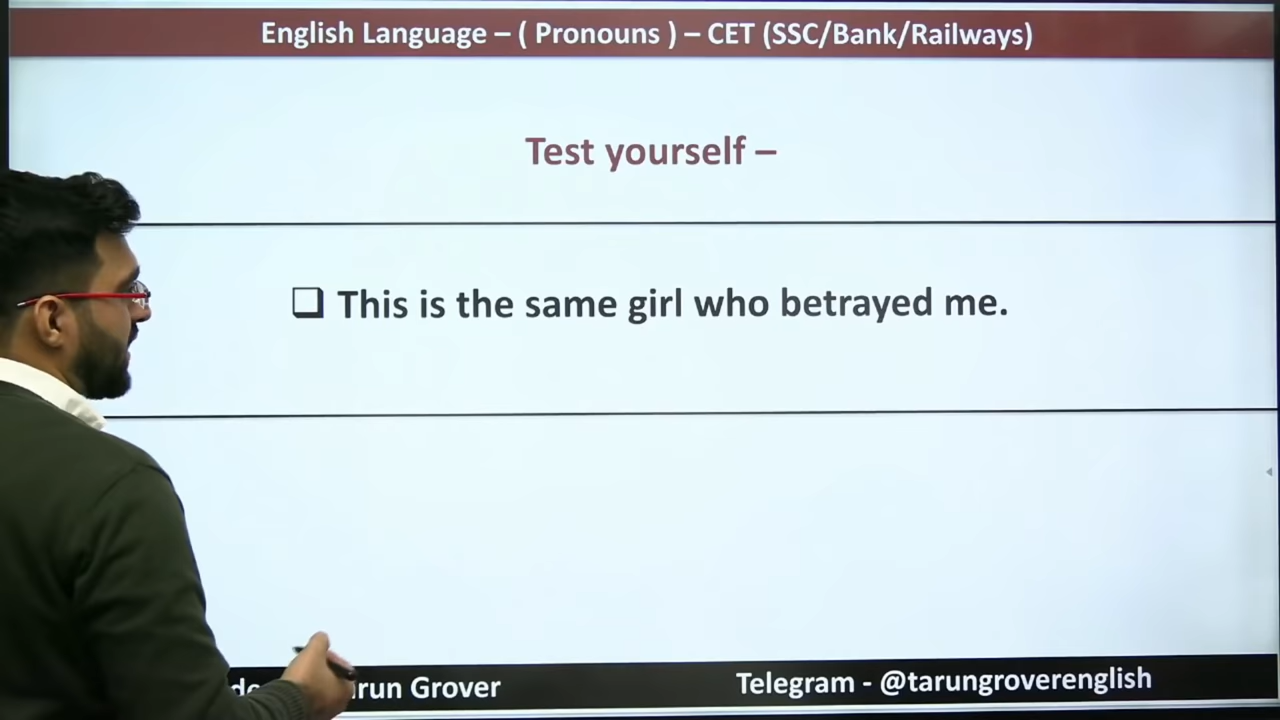 English Language – ( Pronouns ) – CET (SSC/Bank/Railways)
Test yourself –
❑ This is the same girl who betrayed me.
Grover
Telegram - @tarungroverenglish